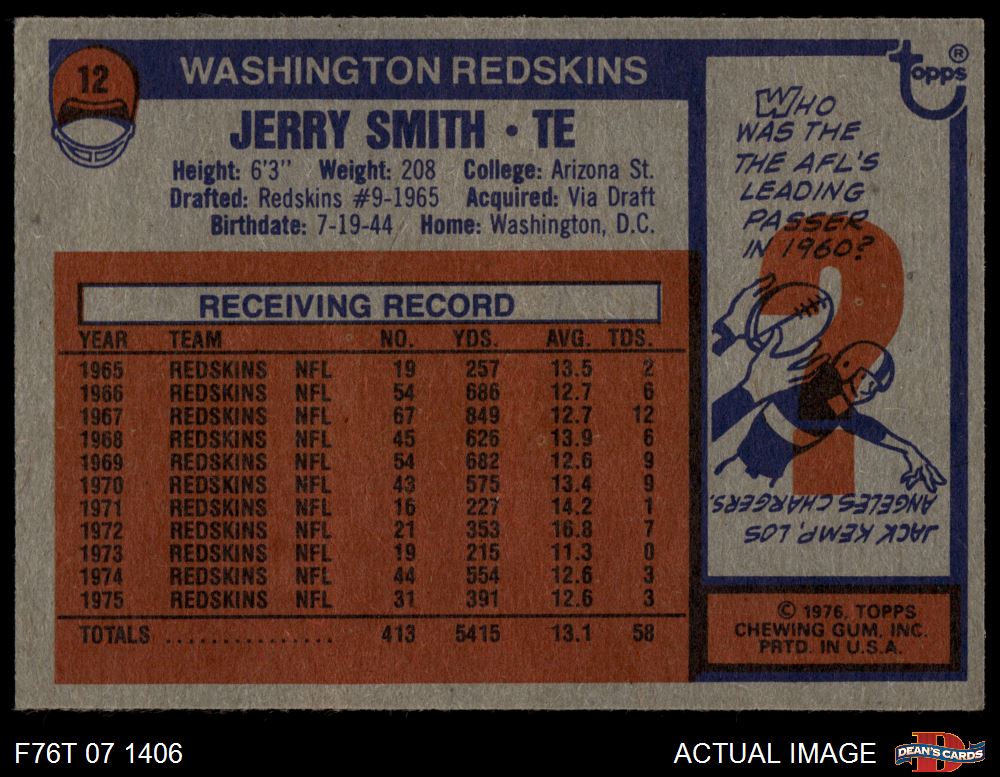 12
WASHINGTON REDSKINS
JERRY SMITH • TE
Height: 6'3" Weight: 208 College: Arizona St.
Drafted: Redskins #9-1965 Acquired: Via Draft
Birthdate: 7-19-44 Home: Washington, D.C.
RECEIVING RECORD
YEAR TEAM NO. YDS. AVG. TDS.
1965 REDSKINS NFL 19 257 13.5 2
1966 REDSKINS NFL 54 686 12.7 6
1967 REDSKINS NFL 67 849 12.7 12
1968 REDSKINS NFL 45 626 13.9 6
1969 REDSKINS NFL 54 682 12.6 9
1970 REDSKINS NFL 43 575 13.4 9
1971 REDSKINS NFL 16 227 14.2 1
1972 REDSKINS NFL 21 353 16.8 7
1973 REDSKINS NFL 19 215 11.3 0
1974 REDSKINS NFL 44 554 12.6 3
1975 REDSKINS NFL 31 391 12.6 3
TOTALS ............... 413 5415 13.1 58
Topps ®
WHO
WAS THE
THE AFL'S
LEADING
PASSER
IN 1960?
?
JACK KEMP, LOS
ANGELES CHARGERS.
© 1976, TOPPS
CHEWING GUM, INC.
PRTD. IN U.S.A.
F76T 07 1406
ACTUAL IMAGE
D
DEAN'S CARDS